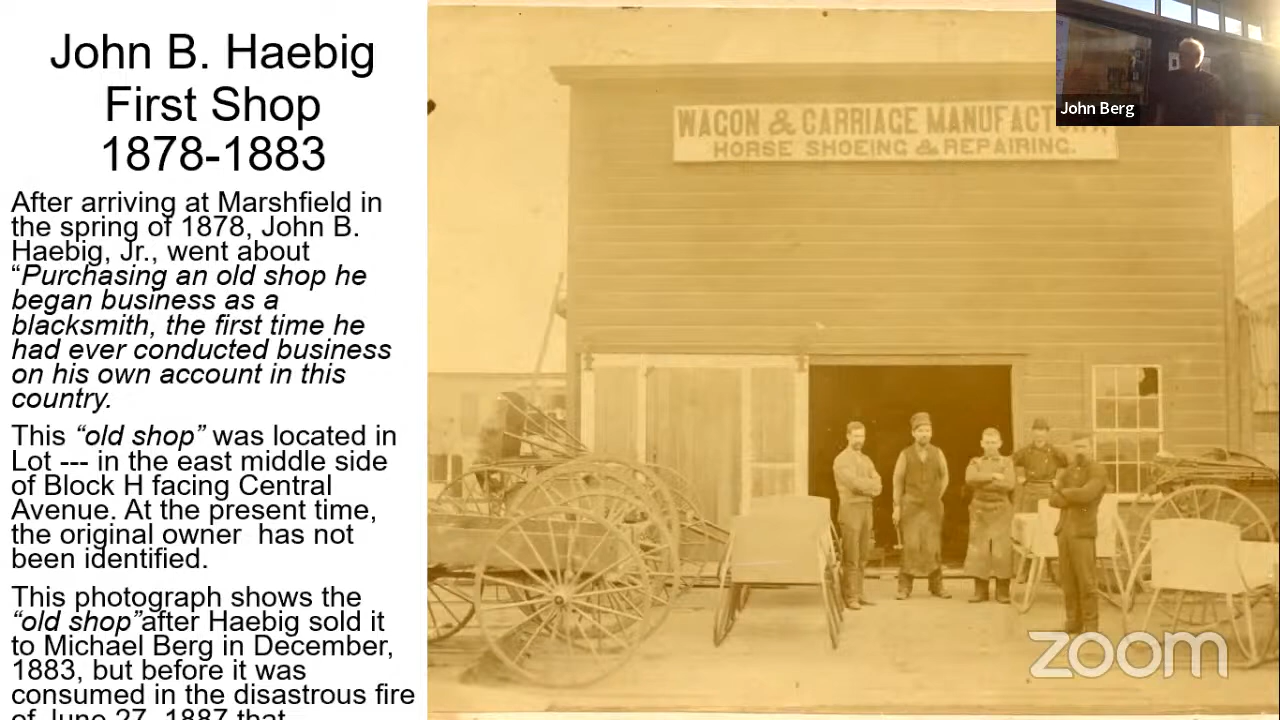 John B. Haebig
First Shop
1878-1883
After arriving at Marshfield in
the spring of 1878, John B.
Haebig, Jr., went about
“Purchasing an old shop he
began business as a
blacksmith, the first time he
had ever conducted business
on his own account in this
country.
This “old shop” was located in
Lot --- in the east middle side
of Block H facing Central
Avenue. At the present time,
the original owner  has not
been identified.
This photograph shows the
“old shop”after Haebig sold it
to Michael Berg in December,
1883, but before it was
consumed in the disastrous fire
of June 27, 1887 that
WAGON & CARRIAGE
HORSE SHOEING & REPAIRING.
John Berg
zoom